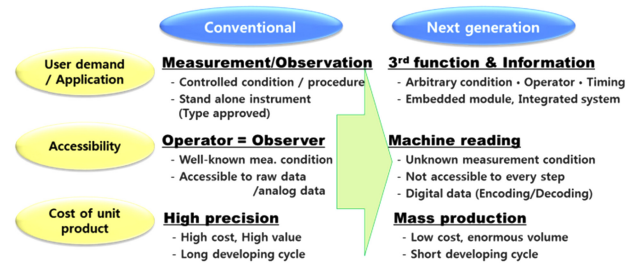 Conventional
Next generation
User demand
/ Application
Measurement/Observation
- Controlled condition / procedure
- Stand alone instrument
(Type approved)
3rd function & Information
- Arbitrary condition・Operator・Timing
- Embedded module, Integrated system
Accessibility
Operator = Observer
- Well-known mea. condition
- Accessible to raw data
/analog data
Machine reading
- Unknown measurement condition
- Not accessible to every step
- Digital data (Encoding/Decoding)
Cost of unit
product
High precision
- High cost, High value
- Long developing cycle
Mass production
- Low cost, enormous volume
- Short developing cycle